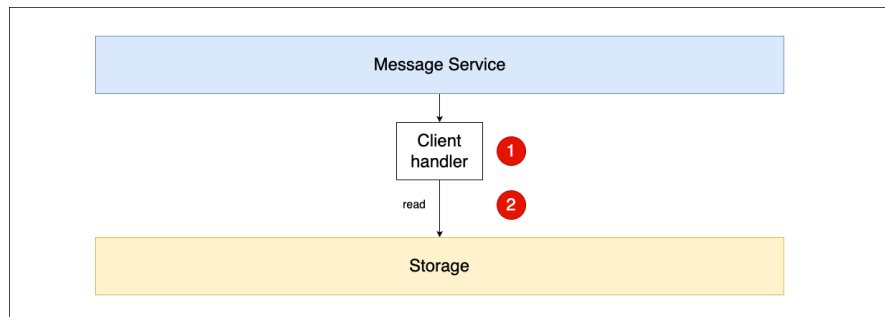 Message Service
Client
handler
1
read
2
Storage